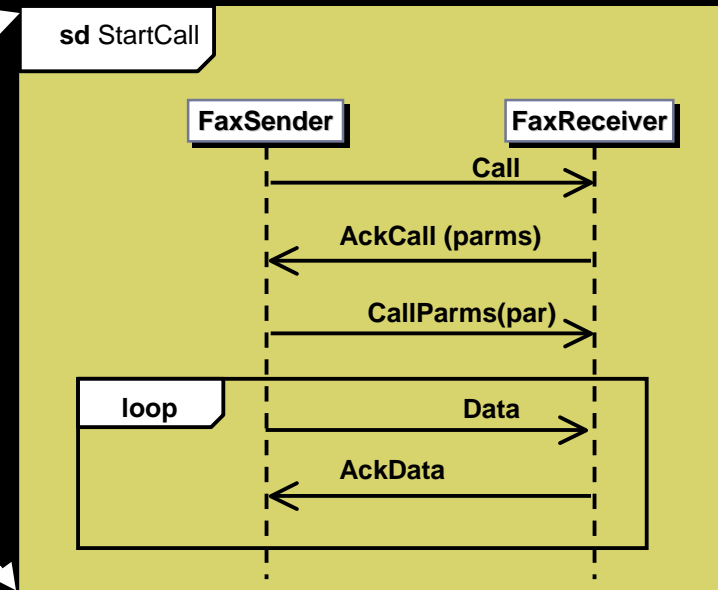 sd StartCall
FaxSender
FaxReceiver
Call
AckCall (parms)
CallParms(par)
loop
Data
AckData